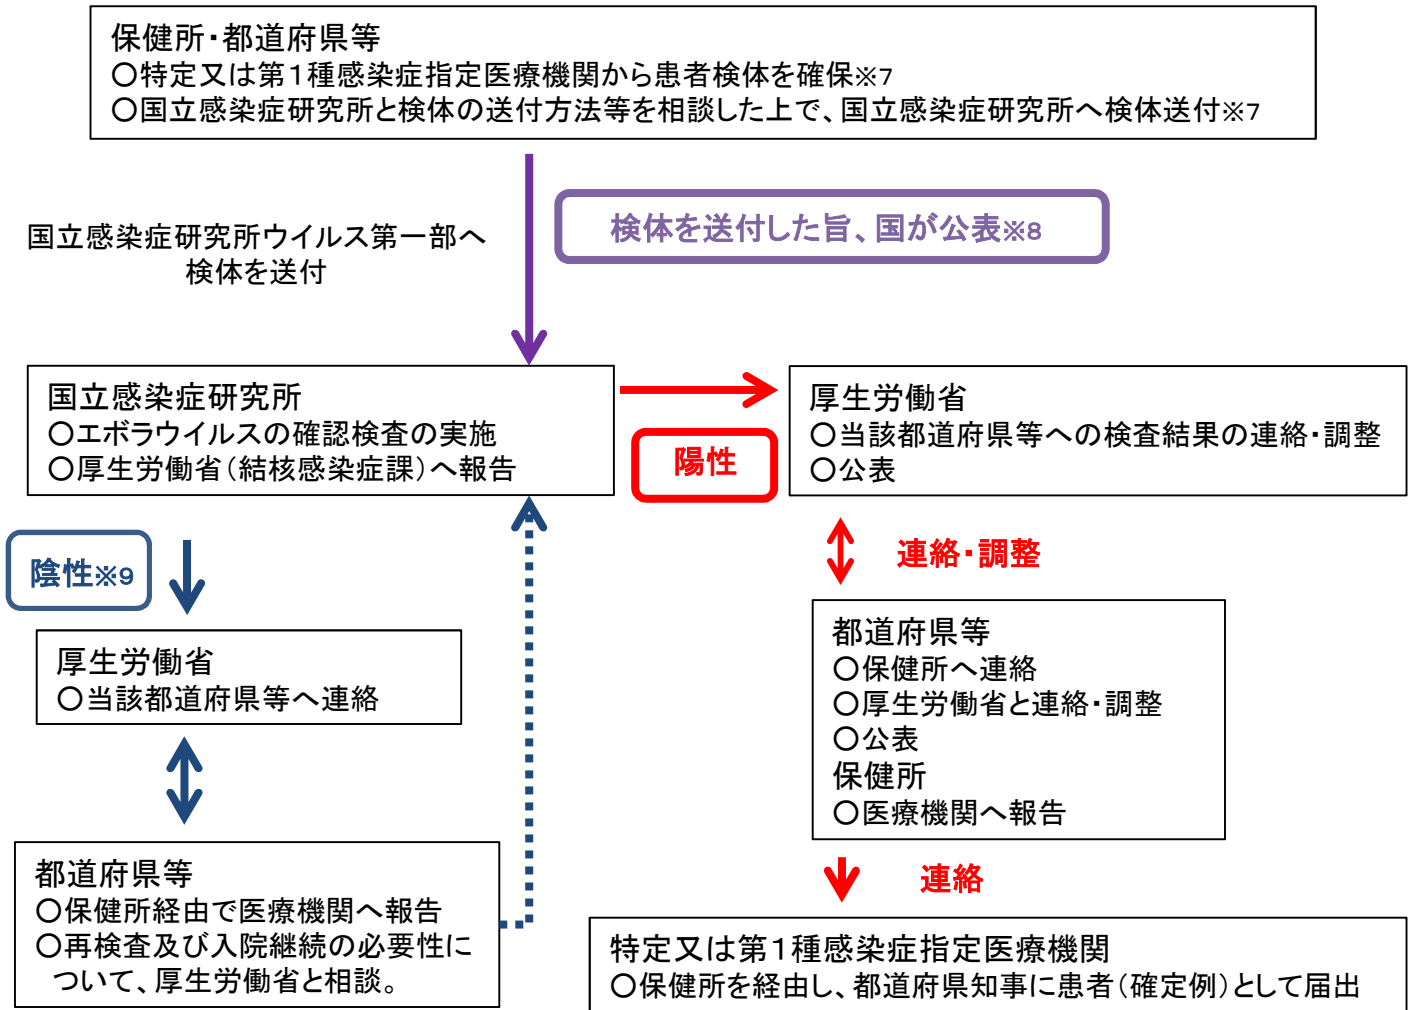 保健所・都道府県等
○特定又は第1種感染症指定医療機関から患者検体を確保※7
○国立感染症研究所と検体の送付方法等を相談した上で、国立感染症研究所へ検体送付※7
国立感染症研究所ウイルス第一部へ
検体を送付
検体を送付した旨、国が公表※8
国立感染症研究所
○エボラウイルスの確認検査の実施
○厚生労働省(結核感染症課)へ報告
陽性
厚生労働省
○当該都道府県等への検査結果の連絡・調整
○公表
陰性※9
連絡・調整
厚生労働省
○当該都道府県等へ連絡
都道府県等
○保健所へ連絡
○厚生労働省と連絡・調整
○公表
保健所
○医療機関へ報告
都道府県等
○保健所経由で医療機関へ報告
○再検査及び入院継続の必要性に
ついて、厚生労働省と相談。
連絡
特定又は第1種感染症指定医療機関
○保健所を経由し、都道府県知事に患者(確定例)として届出